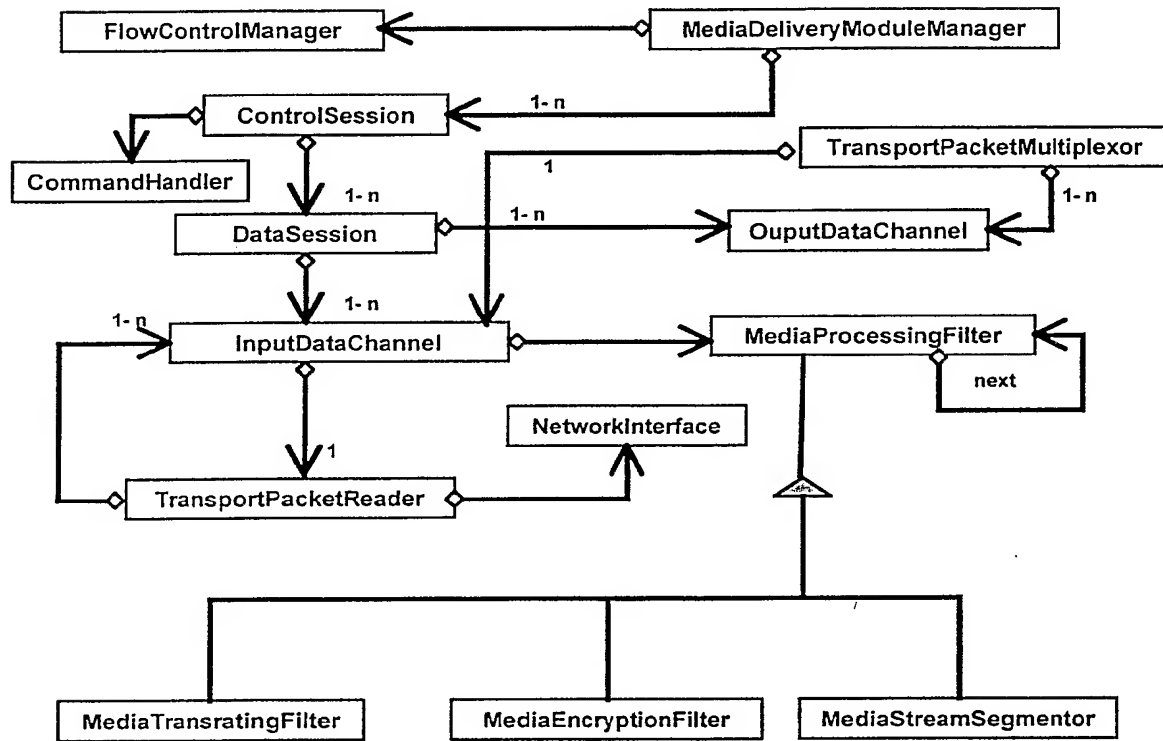 FlowControlManager
MediaDeliveryModuleManager
1- n
ControlSession
TransportPacketMultiplexor
1
CommandHandler
1- n
1- n
1- n
DataSession
OuputDataChannel
1- n
1- n
InputDataChannel
MediaProcessingFilter
next
NetworkInterface
1
TransportPacketReader
MediaTransratingFilter
MediaEncryptionFilter
MediaStreamSegmentor